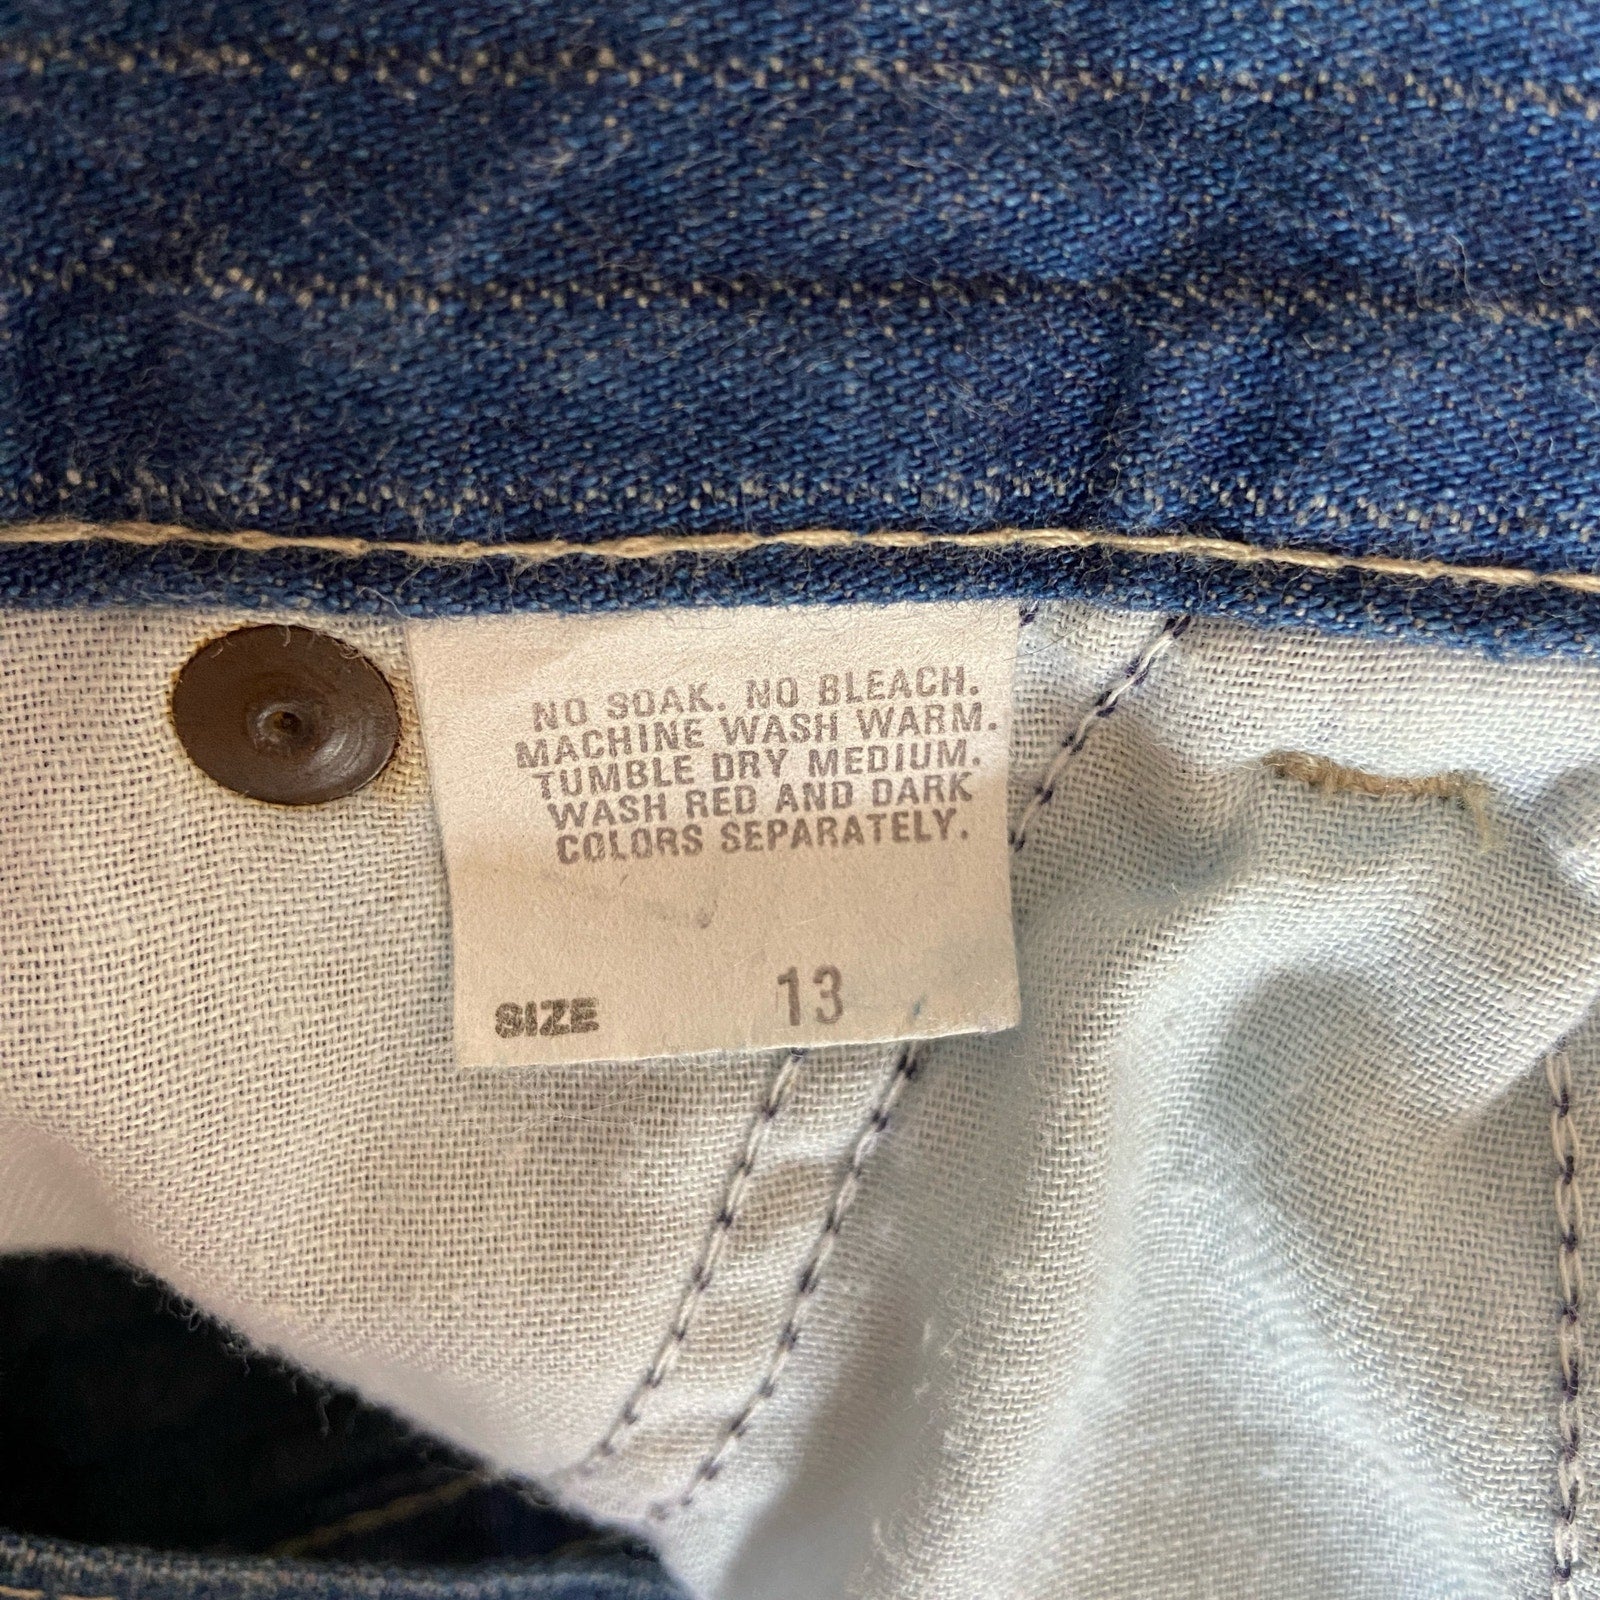 NO SOAK. NO BLEACH.
MACHINE WASH WARM.
TUMBLE DRY MEDIUM.
WASH RED AND DARK
COLORS SEPARATELY.
SIZE 13